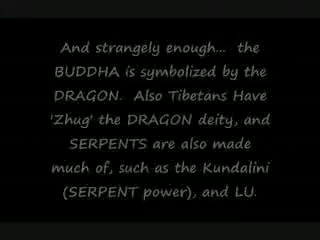 And strangely enough...  the
BUDDHA is symbolized by the
DRAGON.  Also Tibetans Have
'Zhug' the DRAGON deity, and
SERPENTS are also made
much of, such as the Kundalini
(SERPENT power), and LU.